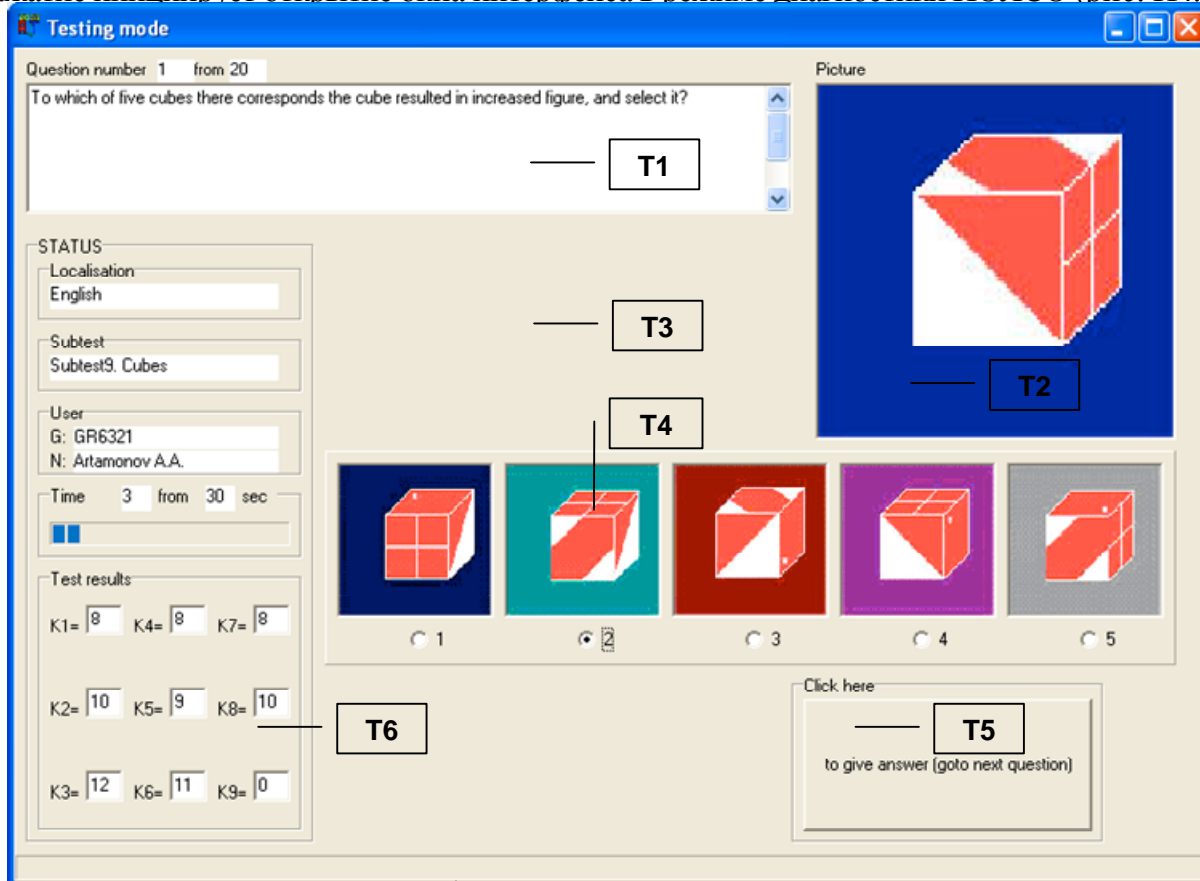 Testing mode
Question number 1 from 20
Picture
To which of five cubes there corresponds the cube resulted in increased figure, and select it?
T1
STATUS
Localisation
English
T3
Subtest
Subtest9. Cubes
T2
User
G: GR6321
N: Artamonov A.A.
T4
Time 3 from 30 sec
Test results
K1= 8 K4= 8 K7= 8
1 2 3 4 5
Click here
K2= 10 K5= 9 K8= 10
T6
T5
to give answer (goto next question)
K3= 12 K6= 11 K9= 0